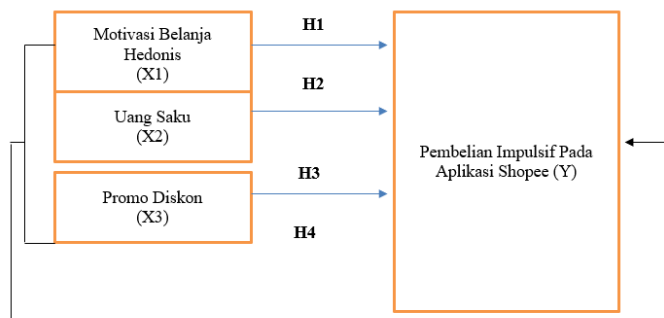 Motivasi Belanja
Hedonis
(X1)
H1
H2
Uang Saku
(X2)
Pembelian Impulsif Pada
Aplikasi Shopee (Y)
H3
Promo Diskon
(X3)
H4